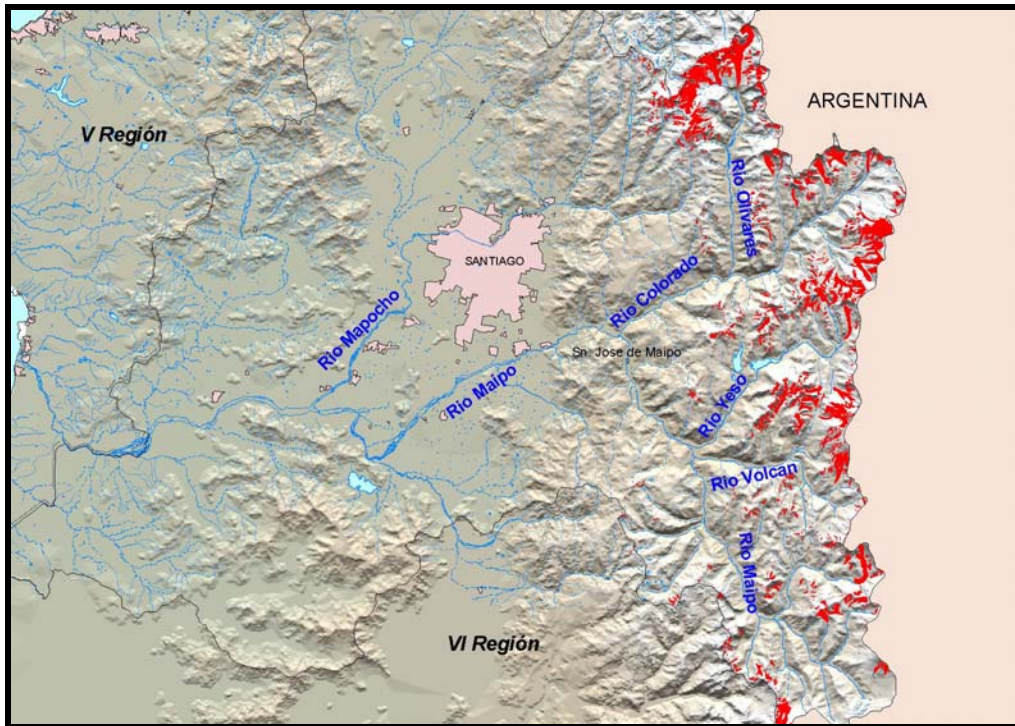 ARGENTINA
V Región
Rio Olivares
SANTIAGO
Rio Colorado
Rio Mapocho
Sn. Jose de Maipo
Rio Maipo
Rio Yeso
Rio Volcan
Rio Maipo
VI Región